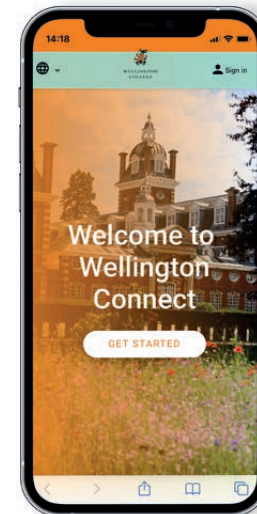 14:18
WELLINGTON
COLLEGE
Sign in
Welcome to
Wellington
Connect
GET STARTED